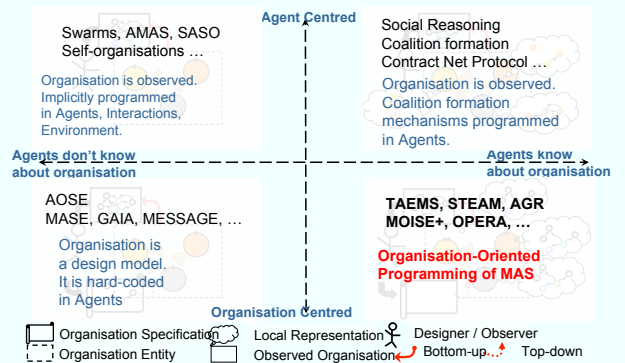 Agent Centred
Swarms, AMAS, SASO
Self-organisations …
Organisation is observed.
Implicitly programmed
in Agents, Interactions,
Environment.
Social Reasoning
Coalition formation
Contract Net Protocol …
Organisation is observed.
Coalition formation
mechanisms programmed
in Agents.
Agents don't know
about organisation
Agents know
about organisation
AOSE
MASE, GAIA, MESSAGE, …
Organisation is
a design model.
It is hard-coded
in Agents
TAEMS, STEAM, AGR
MOISE+, OPERA, …
Organisation-Oriented
Programming of MAS
Organisation Centred
Organisation Specification
Local Representation
Designer / Observer
Organisation Entity
Observed Organisation
Bottom-up
Top-down